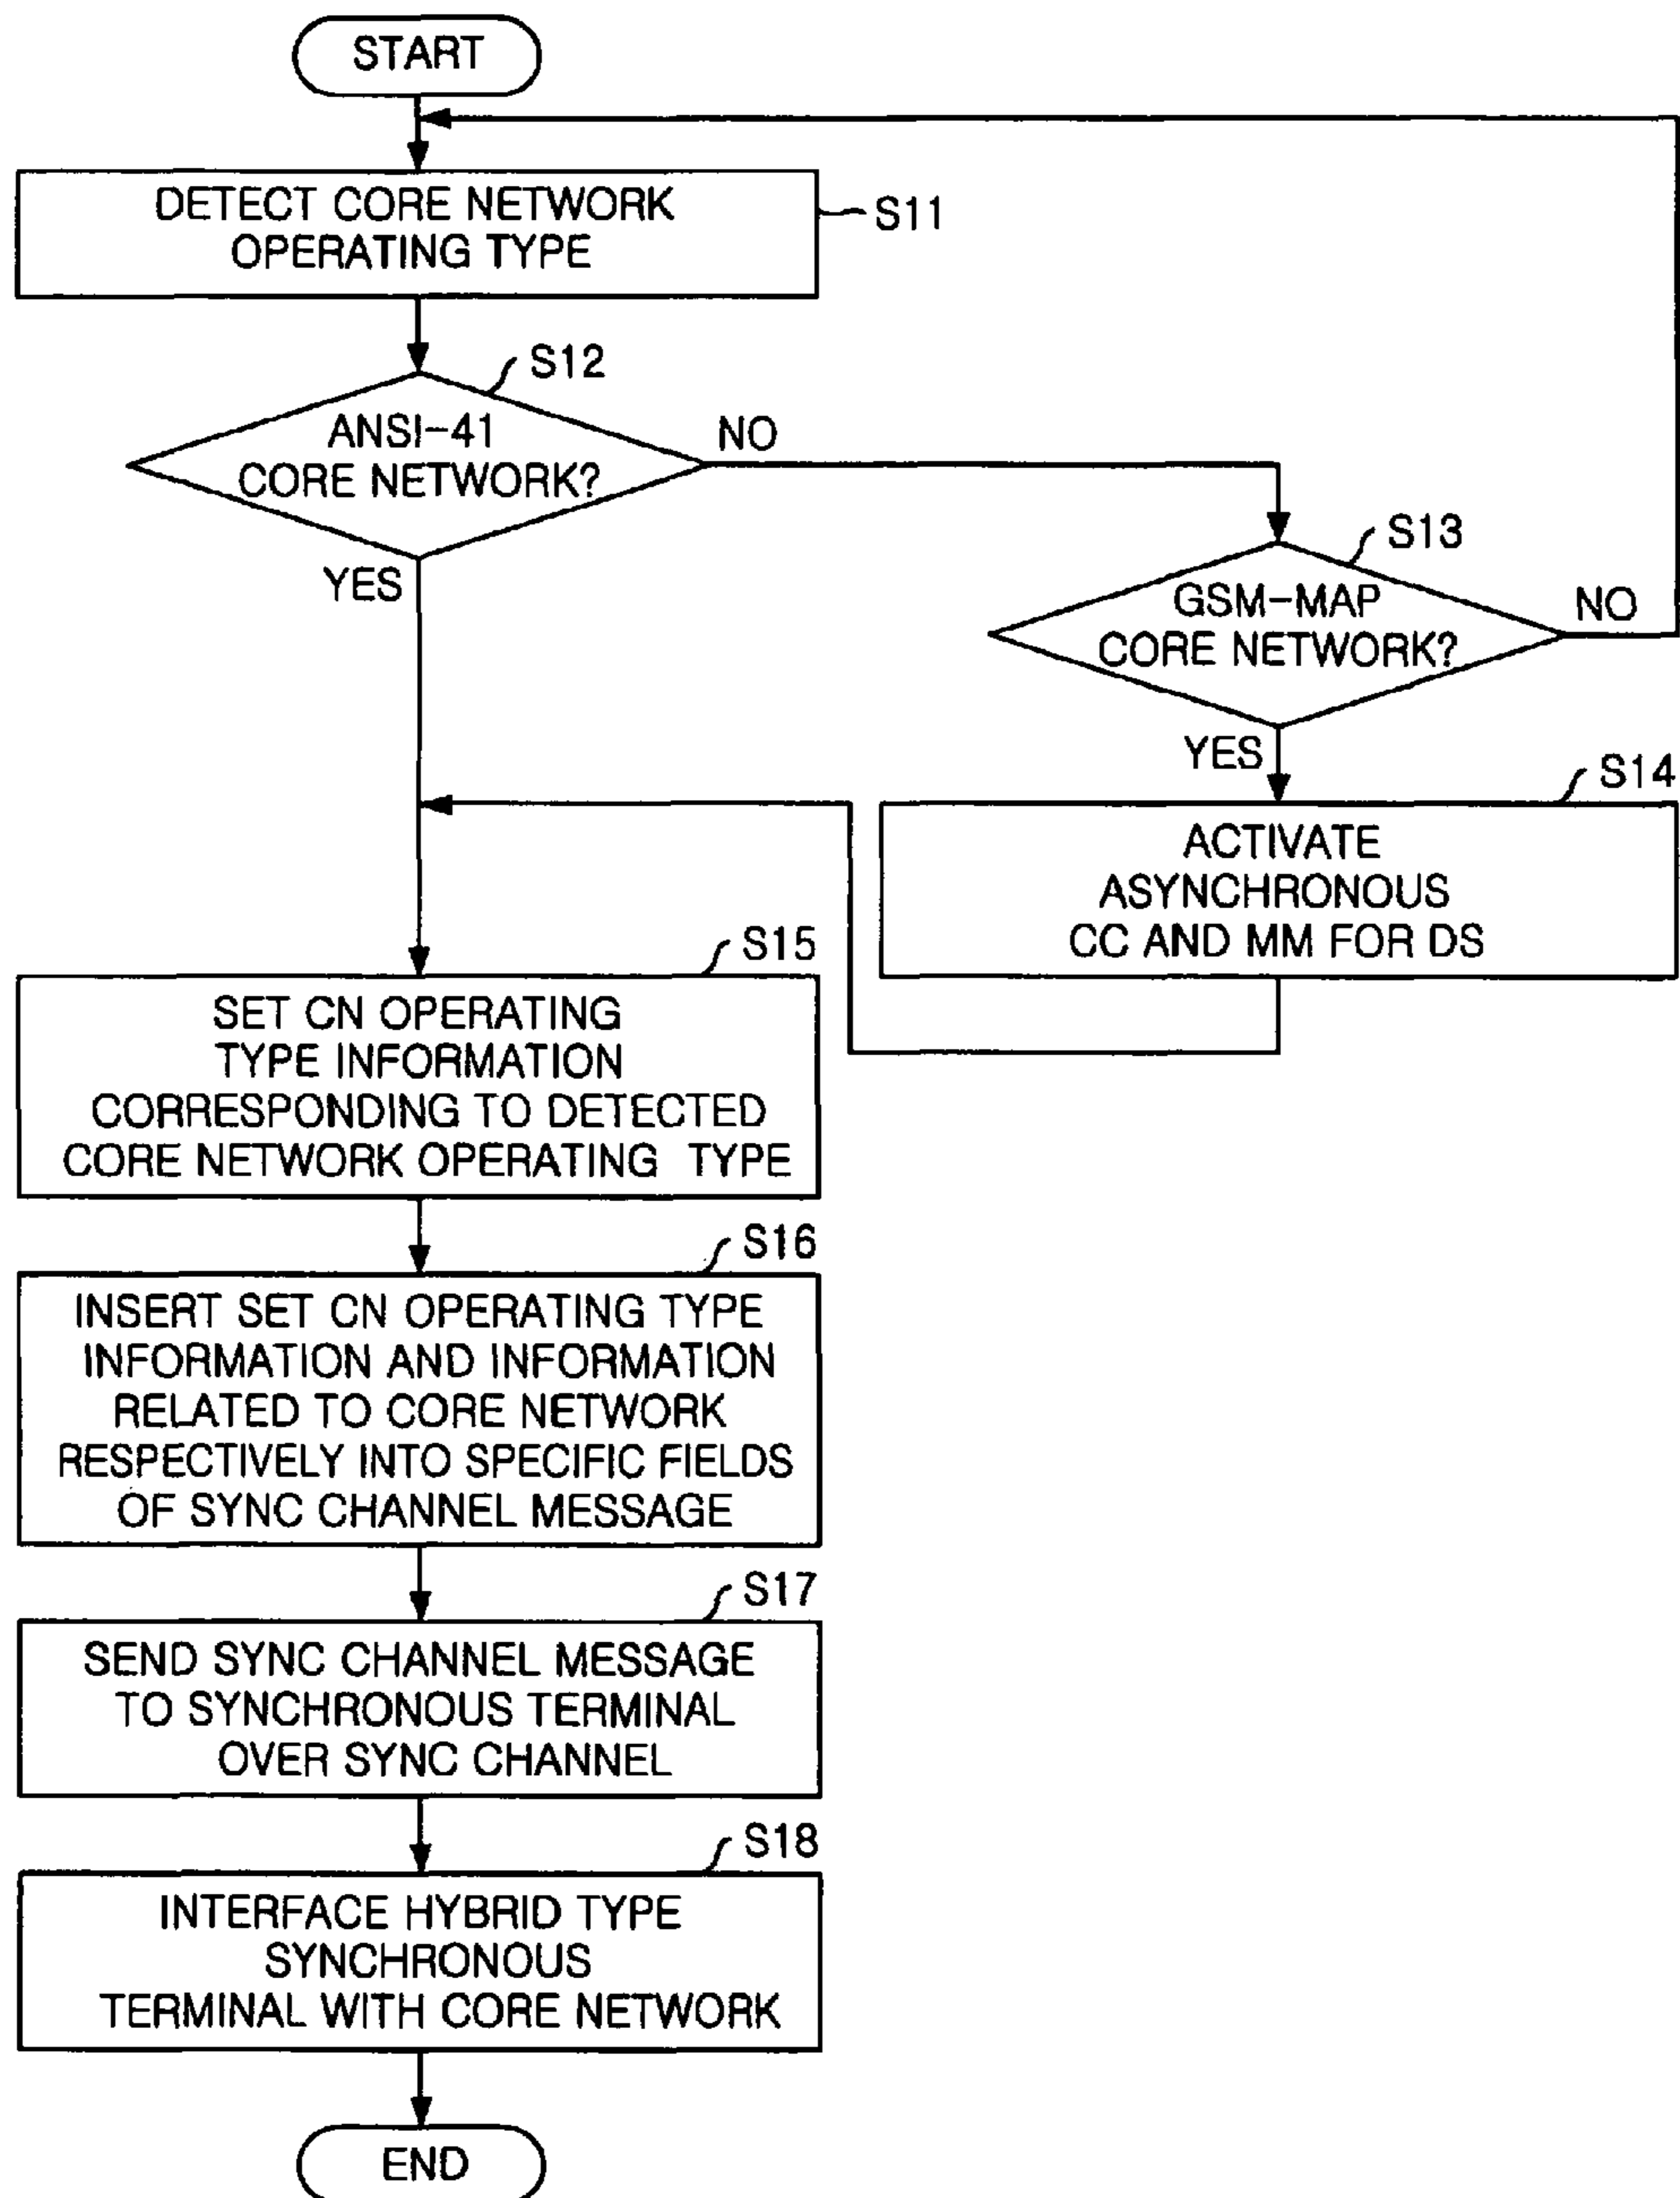 START
DETECT CORE NETWORK
OPERATING TYPE
S11
S12
ANSI-41
CORE NETWORK?
NO
YES
S13
GSM-MAP
CORE NETWORK?
NO
YES
S14
ACTIVATE
ASYNCHRONOUS
CC AND MM FOR DS
S15
SET CN OPERATING
TYPE INFORMATION
CORRESPONDING TO DETECTED
CORE NETWORK OPERATING TYPE
S16
INSERT SET CN OPERATING TYPE
INFORMATION AND INFORMATION
RELATED TO CORE NETWORK
RESPECTIVELY INTO SPECIFIC FIELDS
OF SYNC CHANNEL MESSAGE
S17
SEND SYNC CHANNEL MESSAGE
TO SYNCHRONOUS TERMINAL
OVER SYNC CHANNEL
S18
INTERFACE HYBRID TYPE
SYNCHRONOUS
TERMINAL WITH CORE NETWORK
END